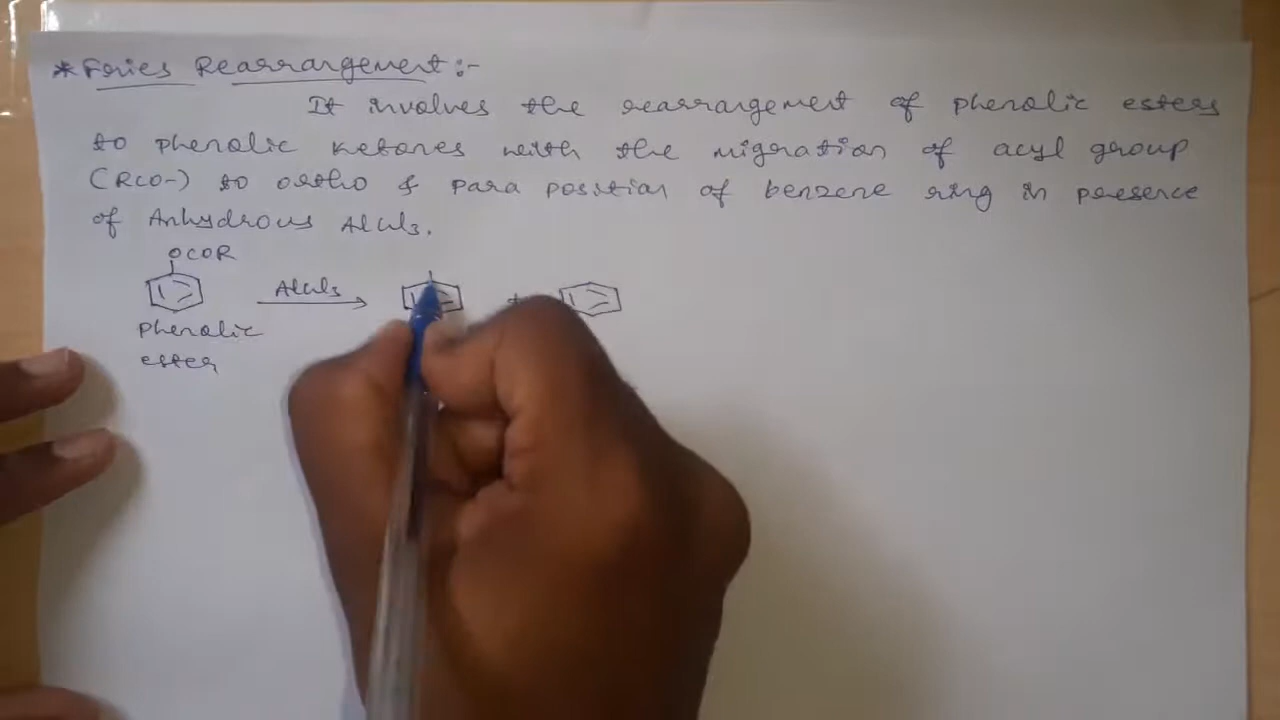 * Fries Rearrangement :-
It involves the rearrangement of phenolic esters
to phenolic ketones with the migration of acyl group
(RCO-) to ortho & para position of benzene ring in presence
of Anhydrous AlCl3.
OCOR
AlCl3
+
Phenolic
ester